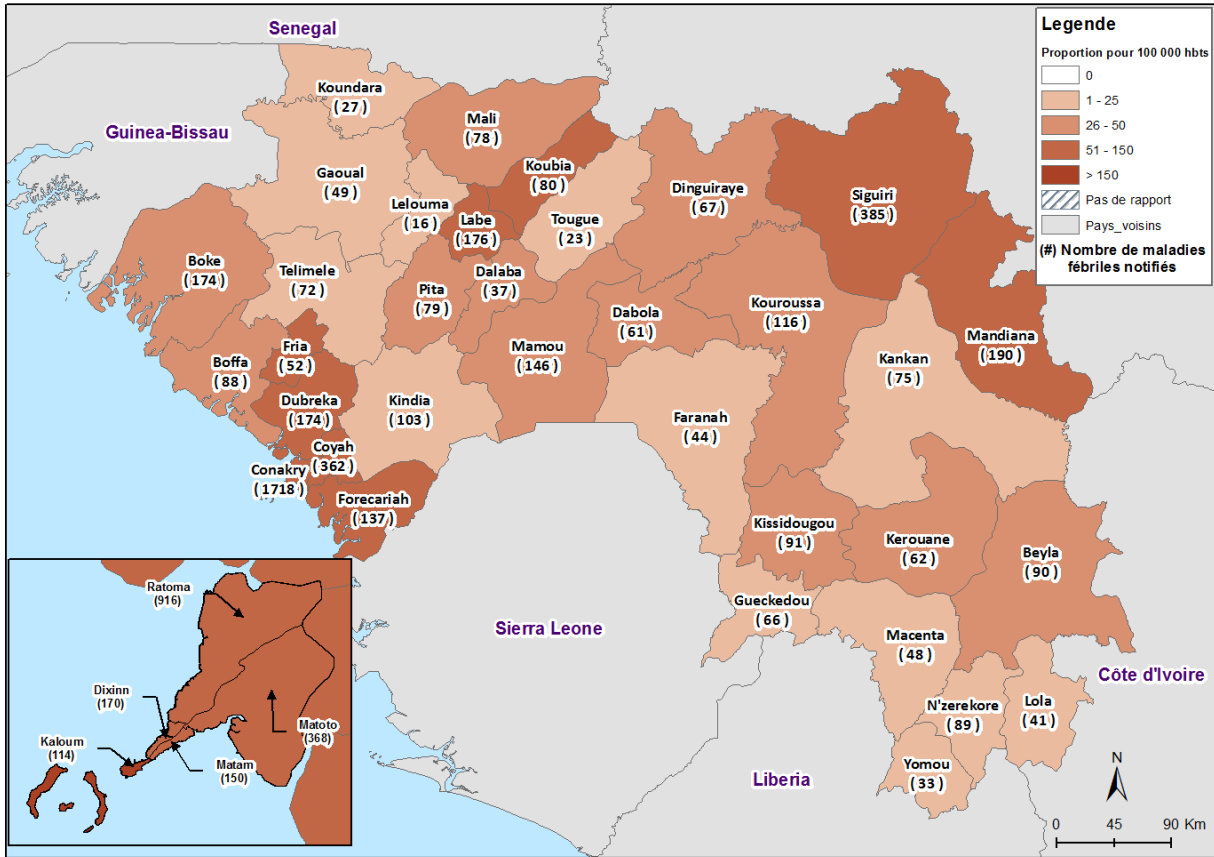 Senegal
Guinea-Bissau
Koundara
( 27 )
Mali
( 78 )
Gaoual
( 49 )
Koubia
( 80 )
Lelouma
( 16 )
Labe
( 176 )
Tougue
( 23 )
Dinguiraye
( 67 )
Siguiri
( 385 )
Boke
( 174 )
Telimele
( 72 )
Pita
( 79 )
Dalaba
( 37 )
Dabola
( 61 )
Kouroussa
( 116 )
Mandiana
( 190 )
Boffa
( 88 )
Fria
( 52 )
Mamou
( 146 )
Kankan
( 75 )
Dubreka
( 174 )
Kindia
( 103 )
Faranah
( 44 )
Coyah
( 362 )
Conakry
( 1718 )
Forecariah
( 137 )
Kissidougou
( 91 )
Kerouane
( 62 )
Beyla
( 90 )
Gueckedou
( 66 )
Macenta
( 48 )
Sierra Leone
Côte d'Ivoire
N'zerekore
( 89 )
Lola
( 41 )
Yomou
( 33 )
Liberia
Ratoma
(916)
Dixinn
(170)
Kaloum
(114)
Matoto
(368)
Matam
(150)
Legende
Proportion pour 100 000 hbts
0
1 - 25
26 - 50
51 - 150
> 150
Pas de rapport
Pays_voisins
(#) Nombre de maladies
fébriles notifiés
N
0 45 90 Km